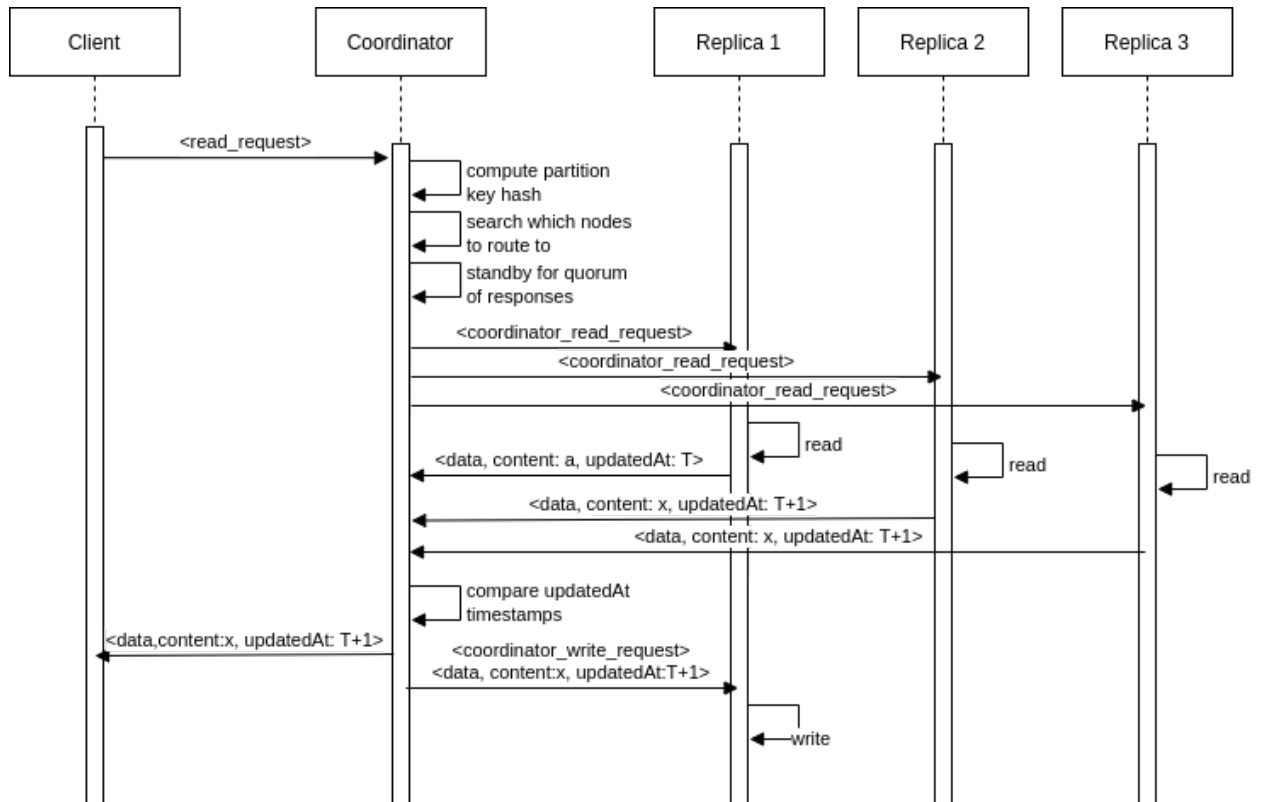 Client
Coordinator
Replica 1
Replica 2
Replica 3
<read_request>
compute partition
key hash
search which nodes
to route to
standby for quorum
of responses
<coordinator_read_request>
<coordinator_read_request>
<coordinator_read_request>
read
read
read
<data, content: a, updatedAt: T>
<data, content: x, updatedAt: T+1>
<data, content: x, updatedAt: T+1>
compare updatedAt
timestamps
<data,content:x, updatedAt: T+1>
<coordinator_write_request>
<data, content:x, updatedAt:T+1>
write